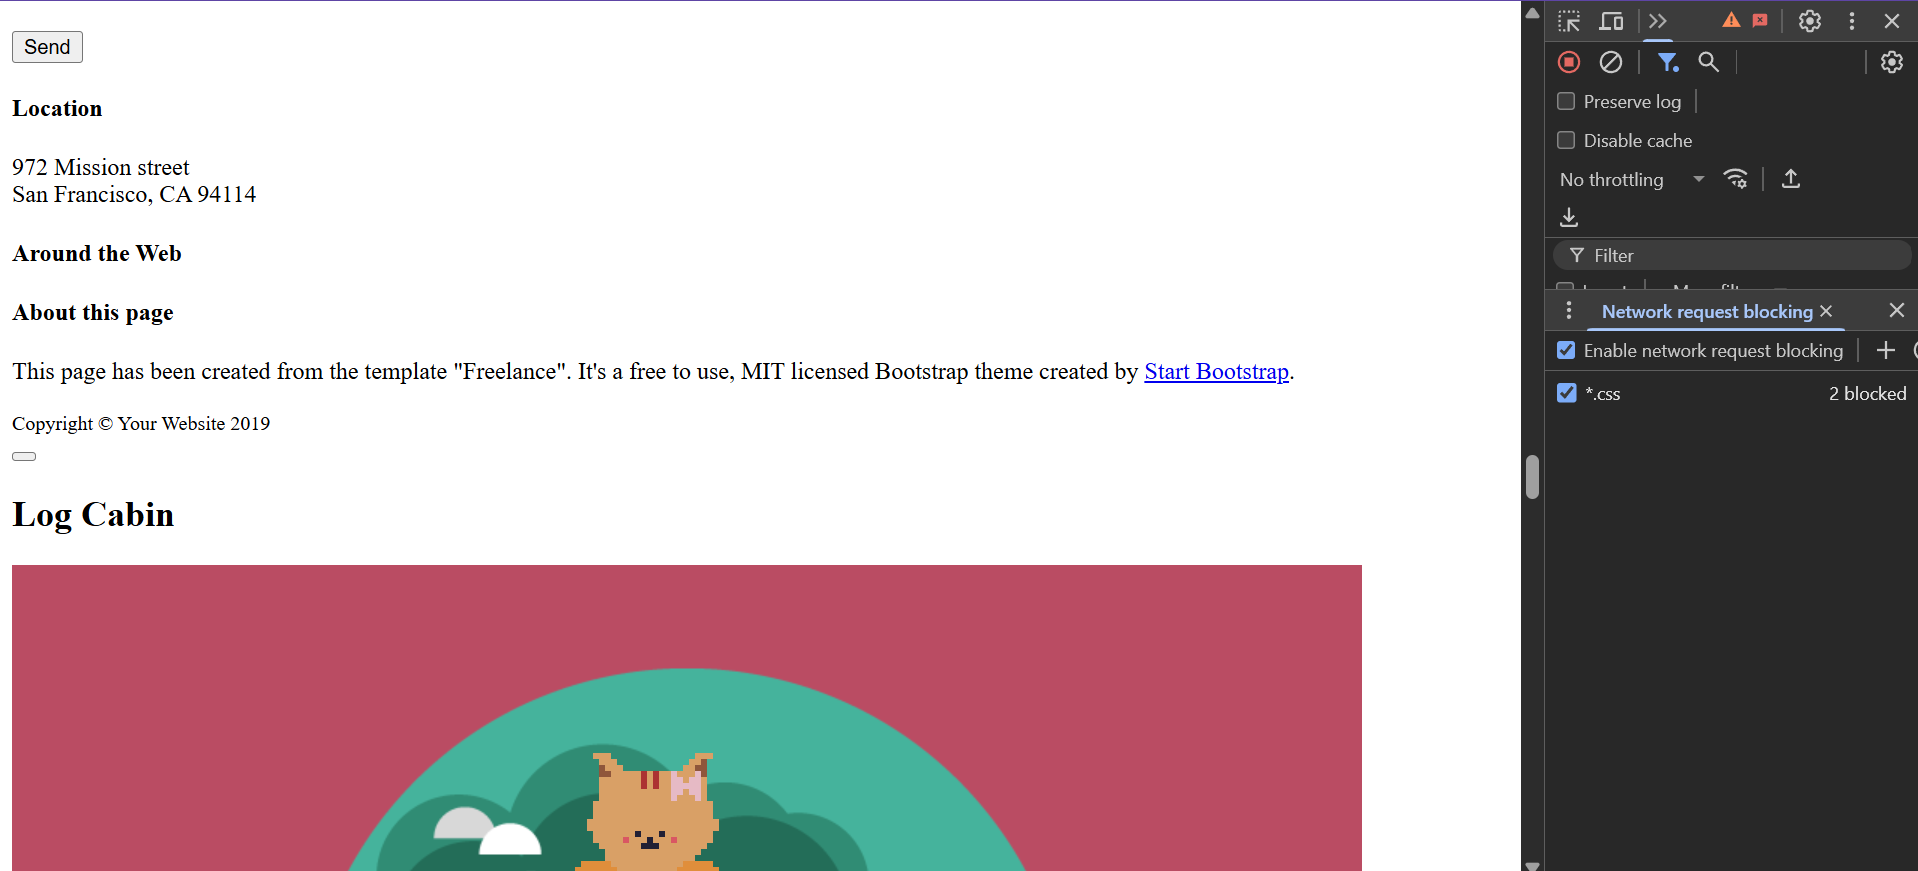 Send
Location
972 Mission street
San Francisco, CA 94114
Around the Web
About this page
This page has been created from the template "Freelance". It's a free to use, MIT licensed Bootstrap theme created by Start Bootstrap.
Copyright © Your Website 2019
Log Cabin
Preserve log
Disable cache
No throttling
Filter
Network request blocking
Enable network request blocking
*.css 2 blocked